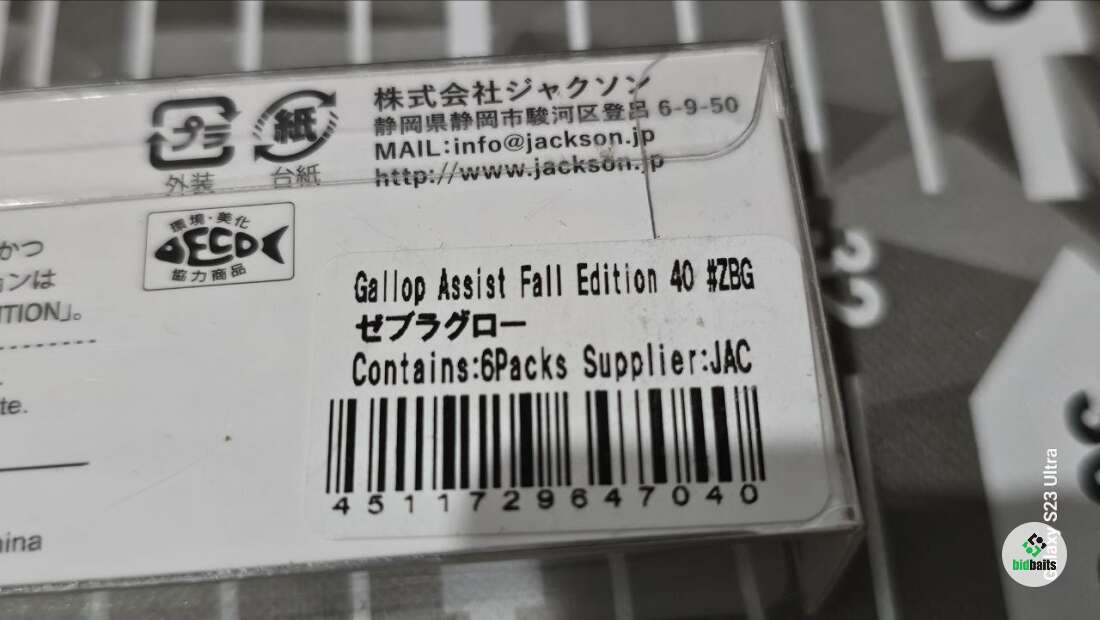 株式会社ジャクソン
静岡県静岡市駿河区登呂 6-9-50
MAIL:info@jackson.jp
http://www.jackson.jp
プラ
外装
紙
台紙
環境・美化
ECO
協力商品
かつ
ョンは
ITION」。
te.
ina
Gallop Assist Fall Edition 40 #ZBG
ゼブラグロー
Contains:6Packs Supplier:JAC
4511729647040
Galaxy S23 Ultra
bidbaits